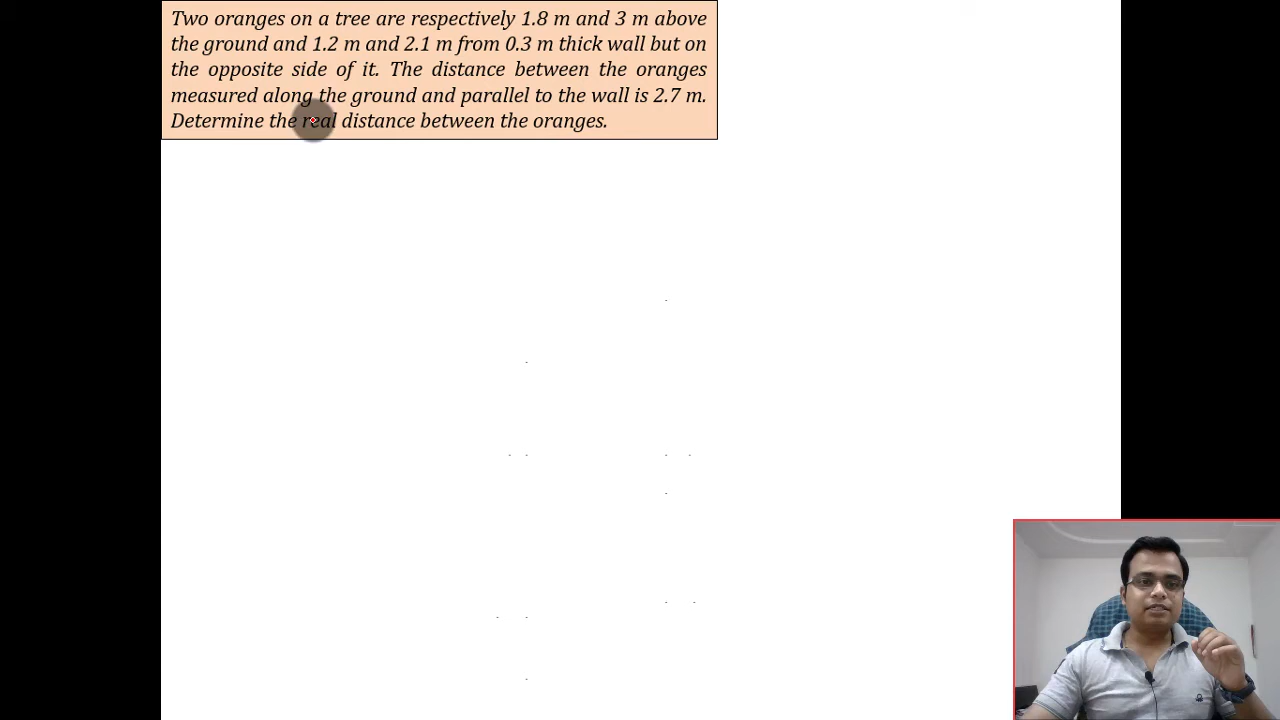 Two oranges on a tree are respectively 1.8 m and 3 m above
the ground and 1.2 m and 2.1 m from 0.3 m thick wall but on
the opposite side of it. The distance between the oranges
measured along the ground and parallel to the wall is 2.7 m.
Determine the real distance between the oranges.